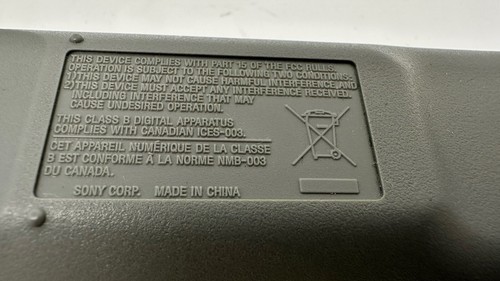 THIS DEVICE COMPLIES WITH PART 15 OF THE FCC RULES.
OPERATION IS SUBJECT TO THE FOLLOWING TWO CONDITIONS:
1)THIS DEVICE MAY NOT CAUSE HARMFUL INTERFERENCE,AND
2)THIS DEVICE MUST ACCEPT ANY INTERFERENCE RECEIVED,
INCLUDING INTERFERENCE THAT MAY
CAUSE UNDESIRED OPERATION.
THIS CLASS B DIGITAL APPARATUS
COMPLIES WITH CANADIAN ICES-003.
CET APPAREIL NUMÉRIQUE DE LA CLASSE
B EST CONFORME À LA NORME NMB-003
DU CANADA.
SONY CORP. MADE IN CHINA